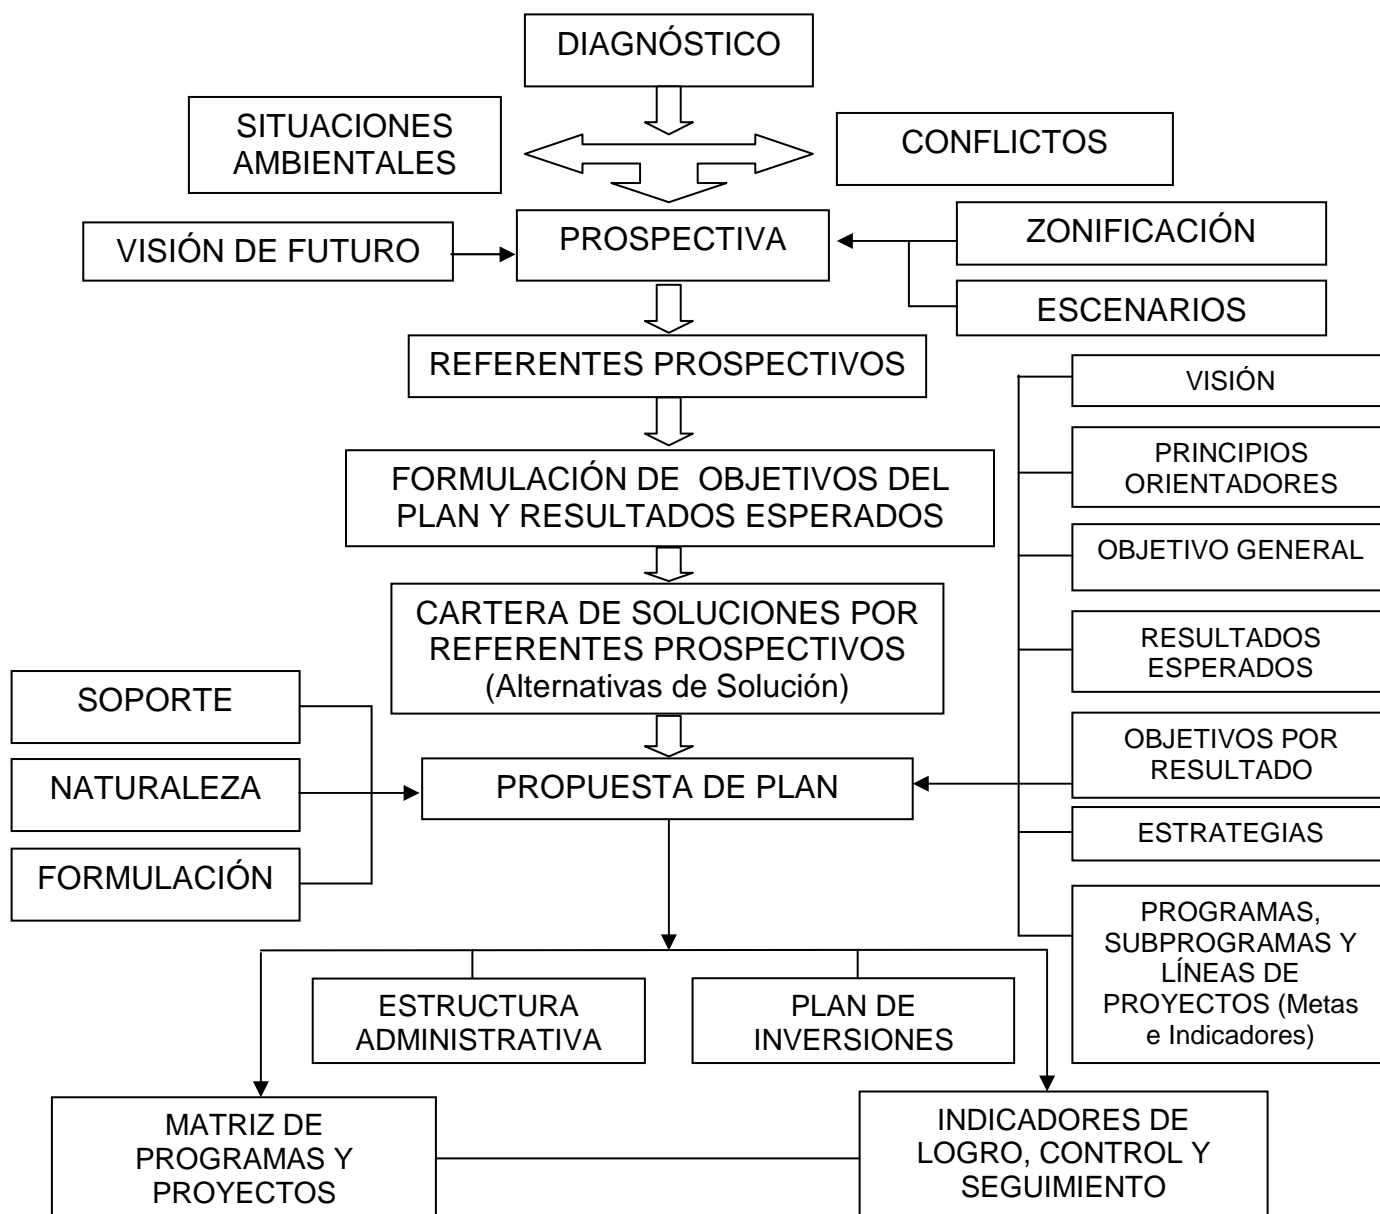 DIAGNÓSTICO
SITUACIONES
AMBIENTALES
CONFLICTOS
VISIÓN DE FUTURO
PROSPECTIVA
ZONIFICACIÓN
ESCENARIOS
REFERENTES PROSPECTIVOS
VISIÓN
FORMULACIÓN DE OBJETIVOS DEL
PLAN Y RESULTADOS ESPERADOS
PRINCIPIOS
ORIENTADORES
OBJETIVO GENERAL
CARTERA DE SOLUCIONES POR
REFERENTES PROSPECTIVOS
(Alternativas de Solución)
RESULTADOS
ESPERADOS
SOPORTE
NATURALEZA
FORMULACIÓN
PROPUESTA DE PLAN
OBJETIVOS POR
RESULTADO
ESTRATEGIAS
PROGRAMAS,
SUBPROGRAMAS Y
LÍNEAS DE
PROYECTOS (Metas
e Indicadores)
ESTRUCTURA
ADMINISTRATIVA
PLAN DE
INVERSIONES
MATRIZ DE
PROGRAMAS Y
PROYECTOS
INDICADORES DE
LOGRO, CONTROL Y
SEGUIMIENTO